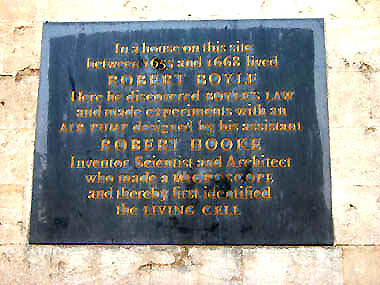 In a house on this site
between 1655 and 1668 lived
ROBERT BOYLE
Here he discovered BOYLE'S LAW
and made experiments with an
AIR PUMP designed by his assistant
ROBERT HOOKE
Inventor Scientist and Architect
who made a MICROSCOPE
and thereby first identified
the LIVING CELL